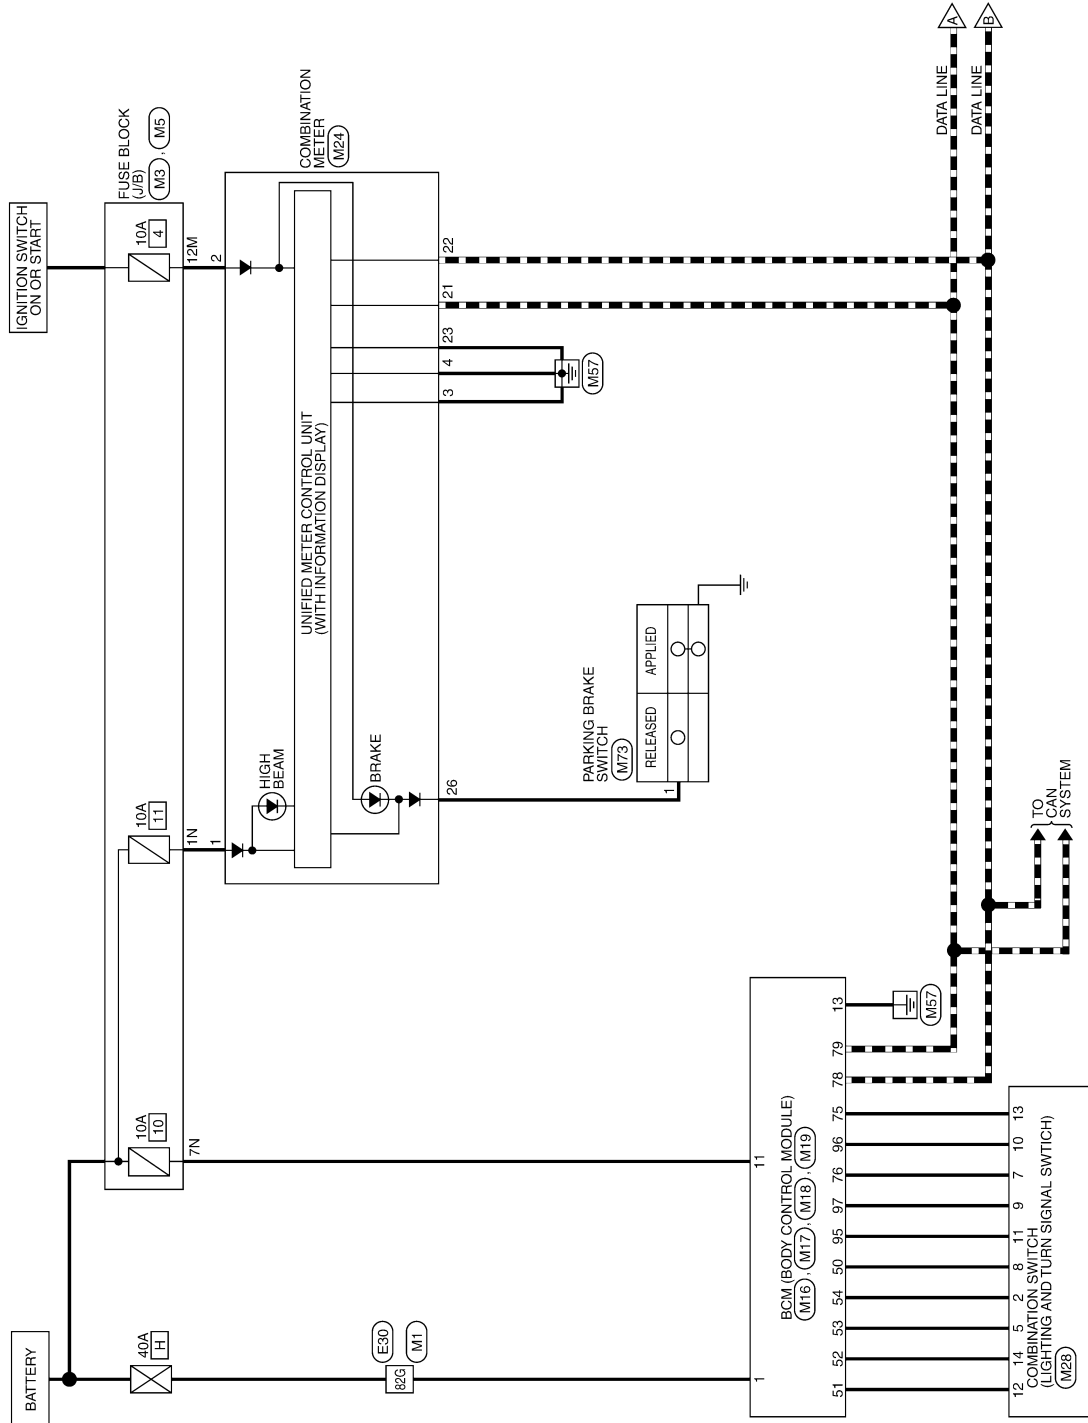 BATTERY
IGNITION SWITCH
ON OR START
40A
H
10A
10
10A
11
10A
4
FUSE BLOCK
(J/B)
M3 , M5
7N
1N
12M
1
2
COMBINATION
METER
M24
HIGH
BEAM
BRAKE
UNIFIED METER CONTROL UNIT
(WITH INFORMATION DISPLAY)
26
3
4
23
21
22
M57
E30
82G
M1
PARKING BRAKE
SWITCH
M73
1
RELEASED
APPLIED
1
11
BCM (BODY CONTROL MODULE)
M16 , M17 , M18 , M19
51
52
53
54
50
95
97
76
96
75
78
79
13
M57
DATA LINE
A
DATA LINE
B
TO
CAN
SYSTEM
12
14
5
2
8
11
9
7
10
13
COMBINATION SWITCH
(LIGHTING AND TURN SIGNAL SWTICH)
M28